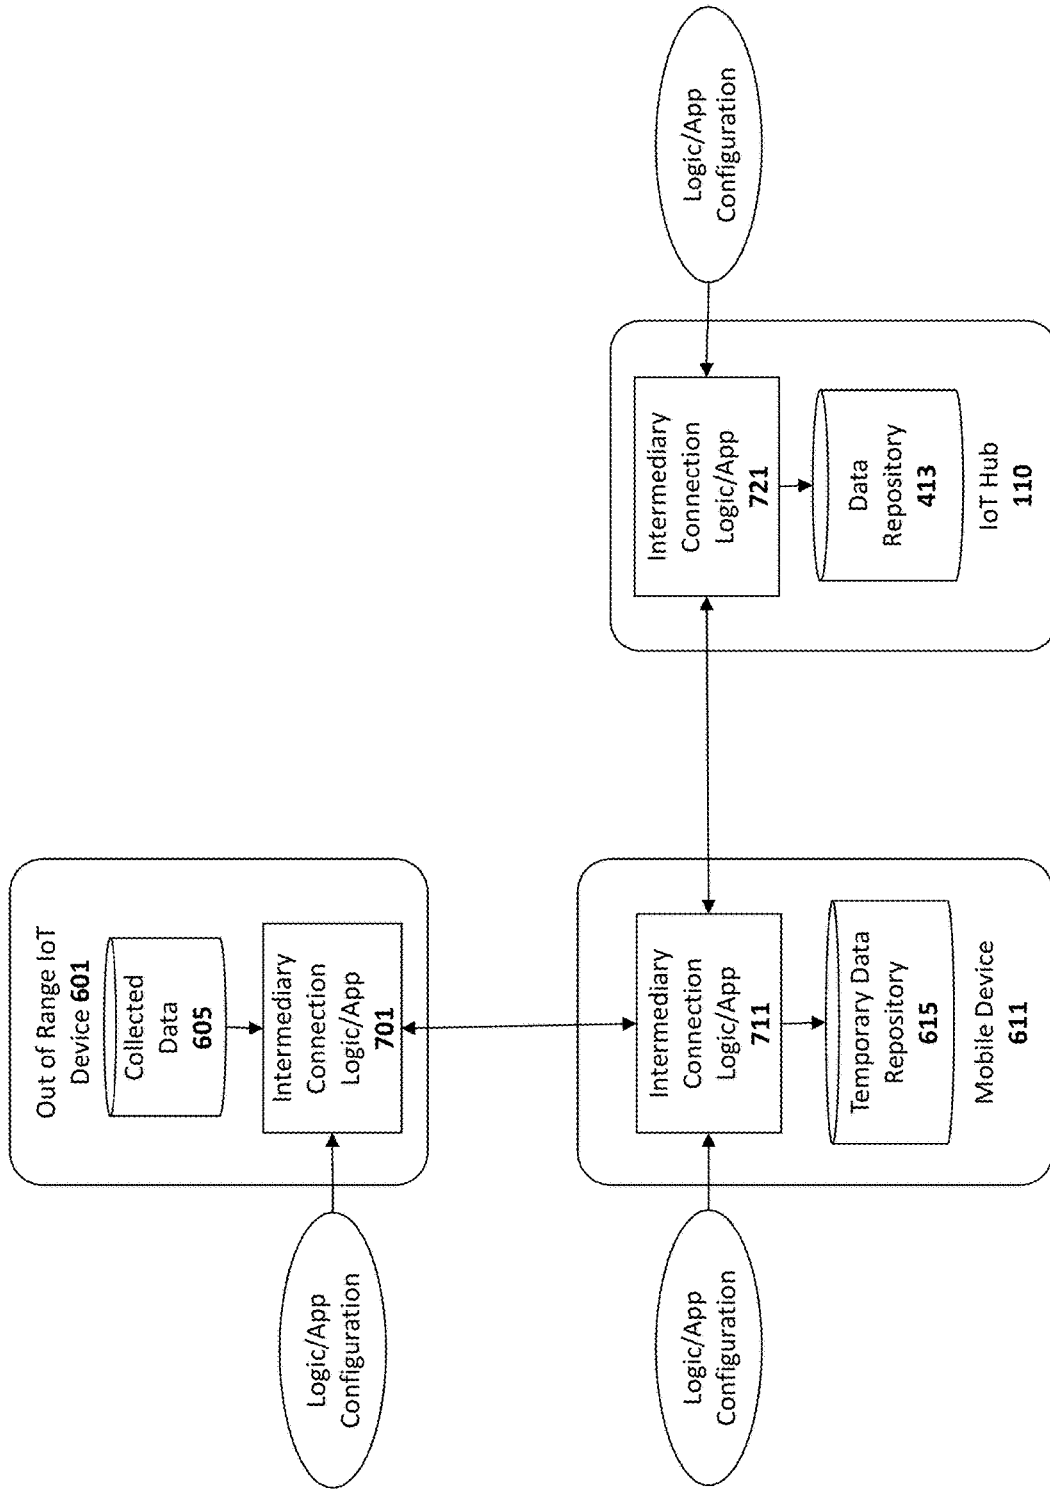 Out of Range IoT
Device 601
Collected
Data
605
Intermediary
Connection
Logic/App
701
Logic/App
Configuration
Logic/App
Configuration
Intermediary
Connection
Logic/App
711
Temporary Data
Repository
615
Mobile Device
611
Intermediary
Connection
Logic/App
721
Data
Repository
413
IoT Hub
110
Logic/App
Configuration